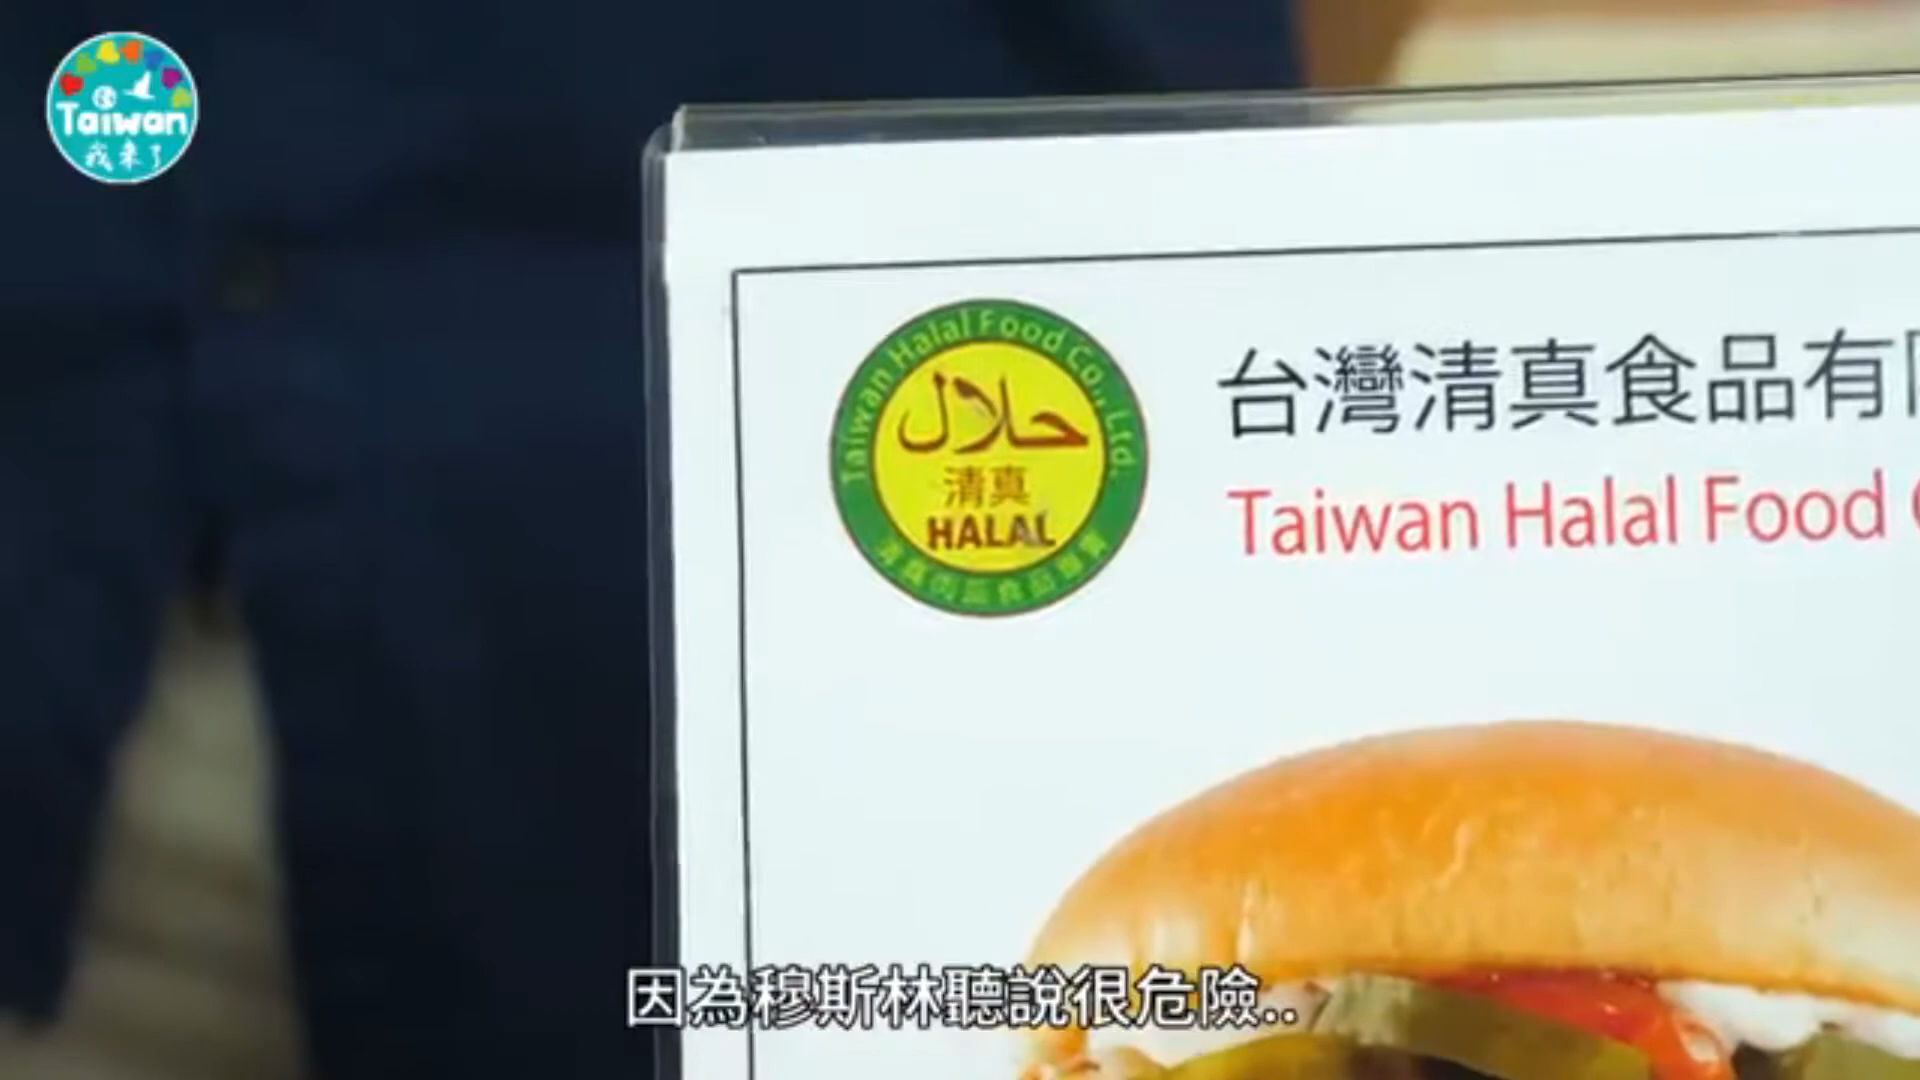 Taiwan
我來了
Taiwan Halal Food Co., Ltd.
حلال
清真
HALAL
台灣清真食品有
Taiwan Halal Food
因為穆斯林聽說很危險..